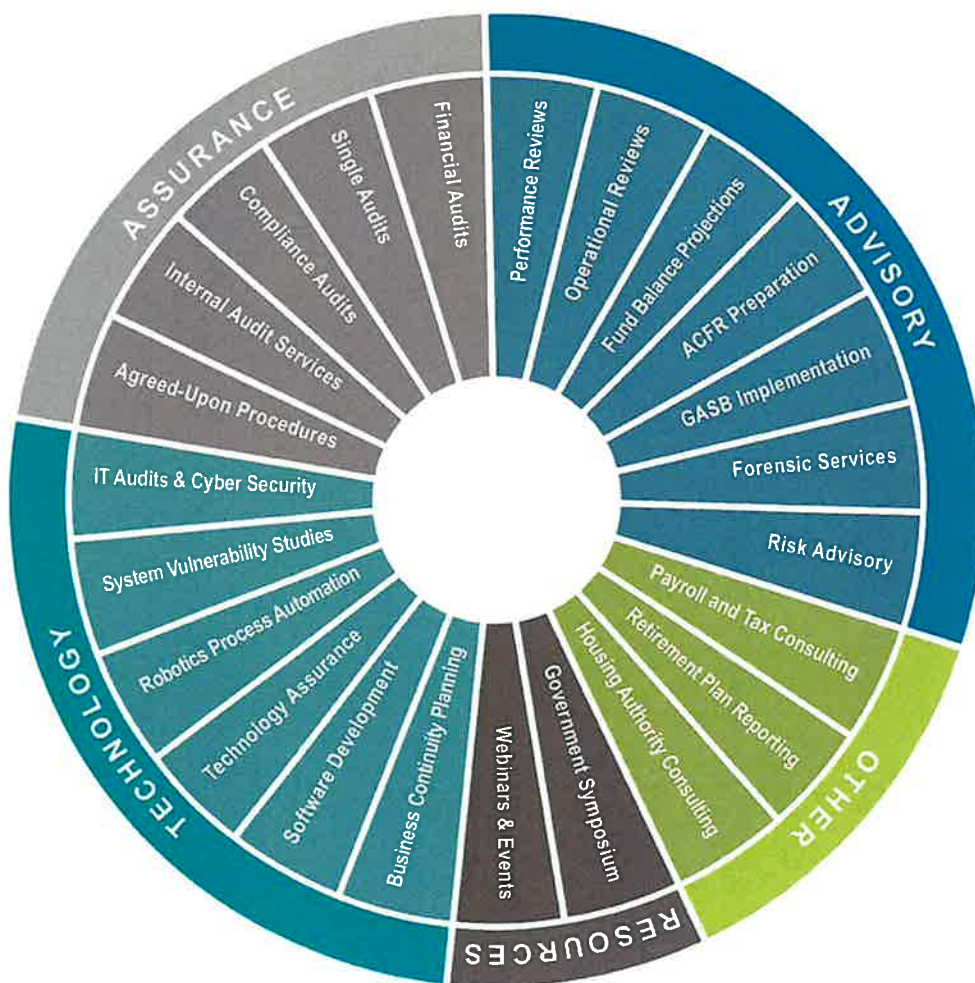 ASSURANCE
Financial Audits
Single Audits
Compliance Audits
Internal Audit Services
Agreed-Upon Procedures
ADVISORY
Performance Reviews
Operational Reviews
Fund Balance Projections
ACFR Preparation
GASB Implementation
Forensic Services
Risk Advisory
OTHER
Payroll and Tax Consulting
Retirement Plan Reporting
Housing Authority Consulting
RESOURCES
Government Symposium
Webinars & Events
TECHNOLOGY
IT Audits & Cyber Security
System Vulnerability Studies
Robotics Process Automation
Technology Assurance
Software Development
Business Continuity Planning